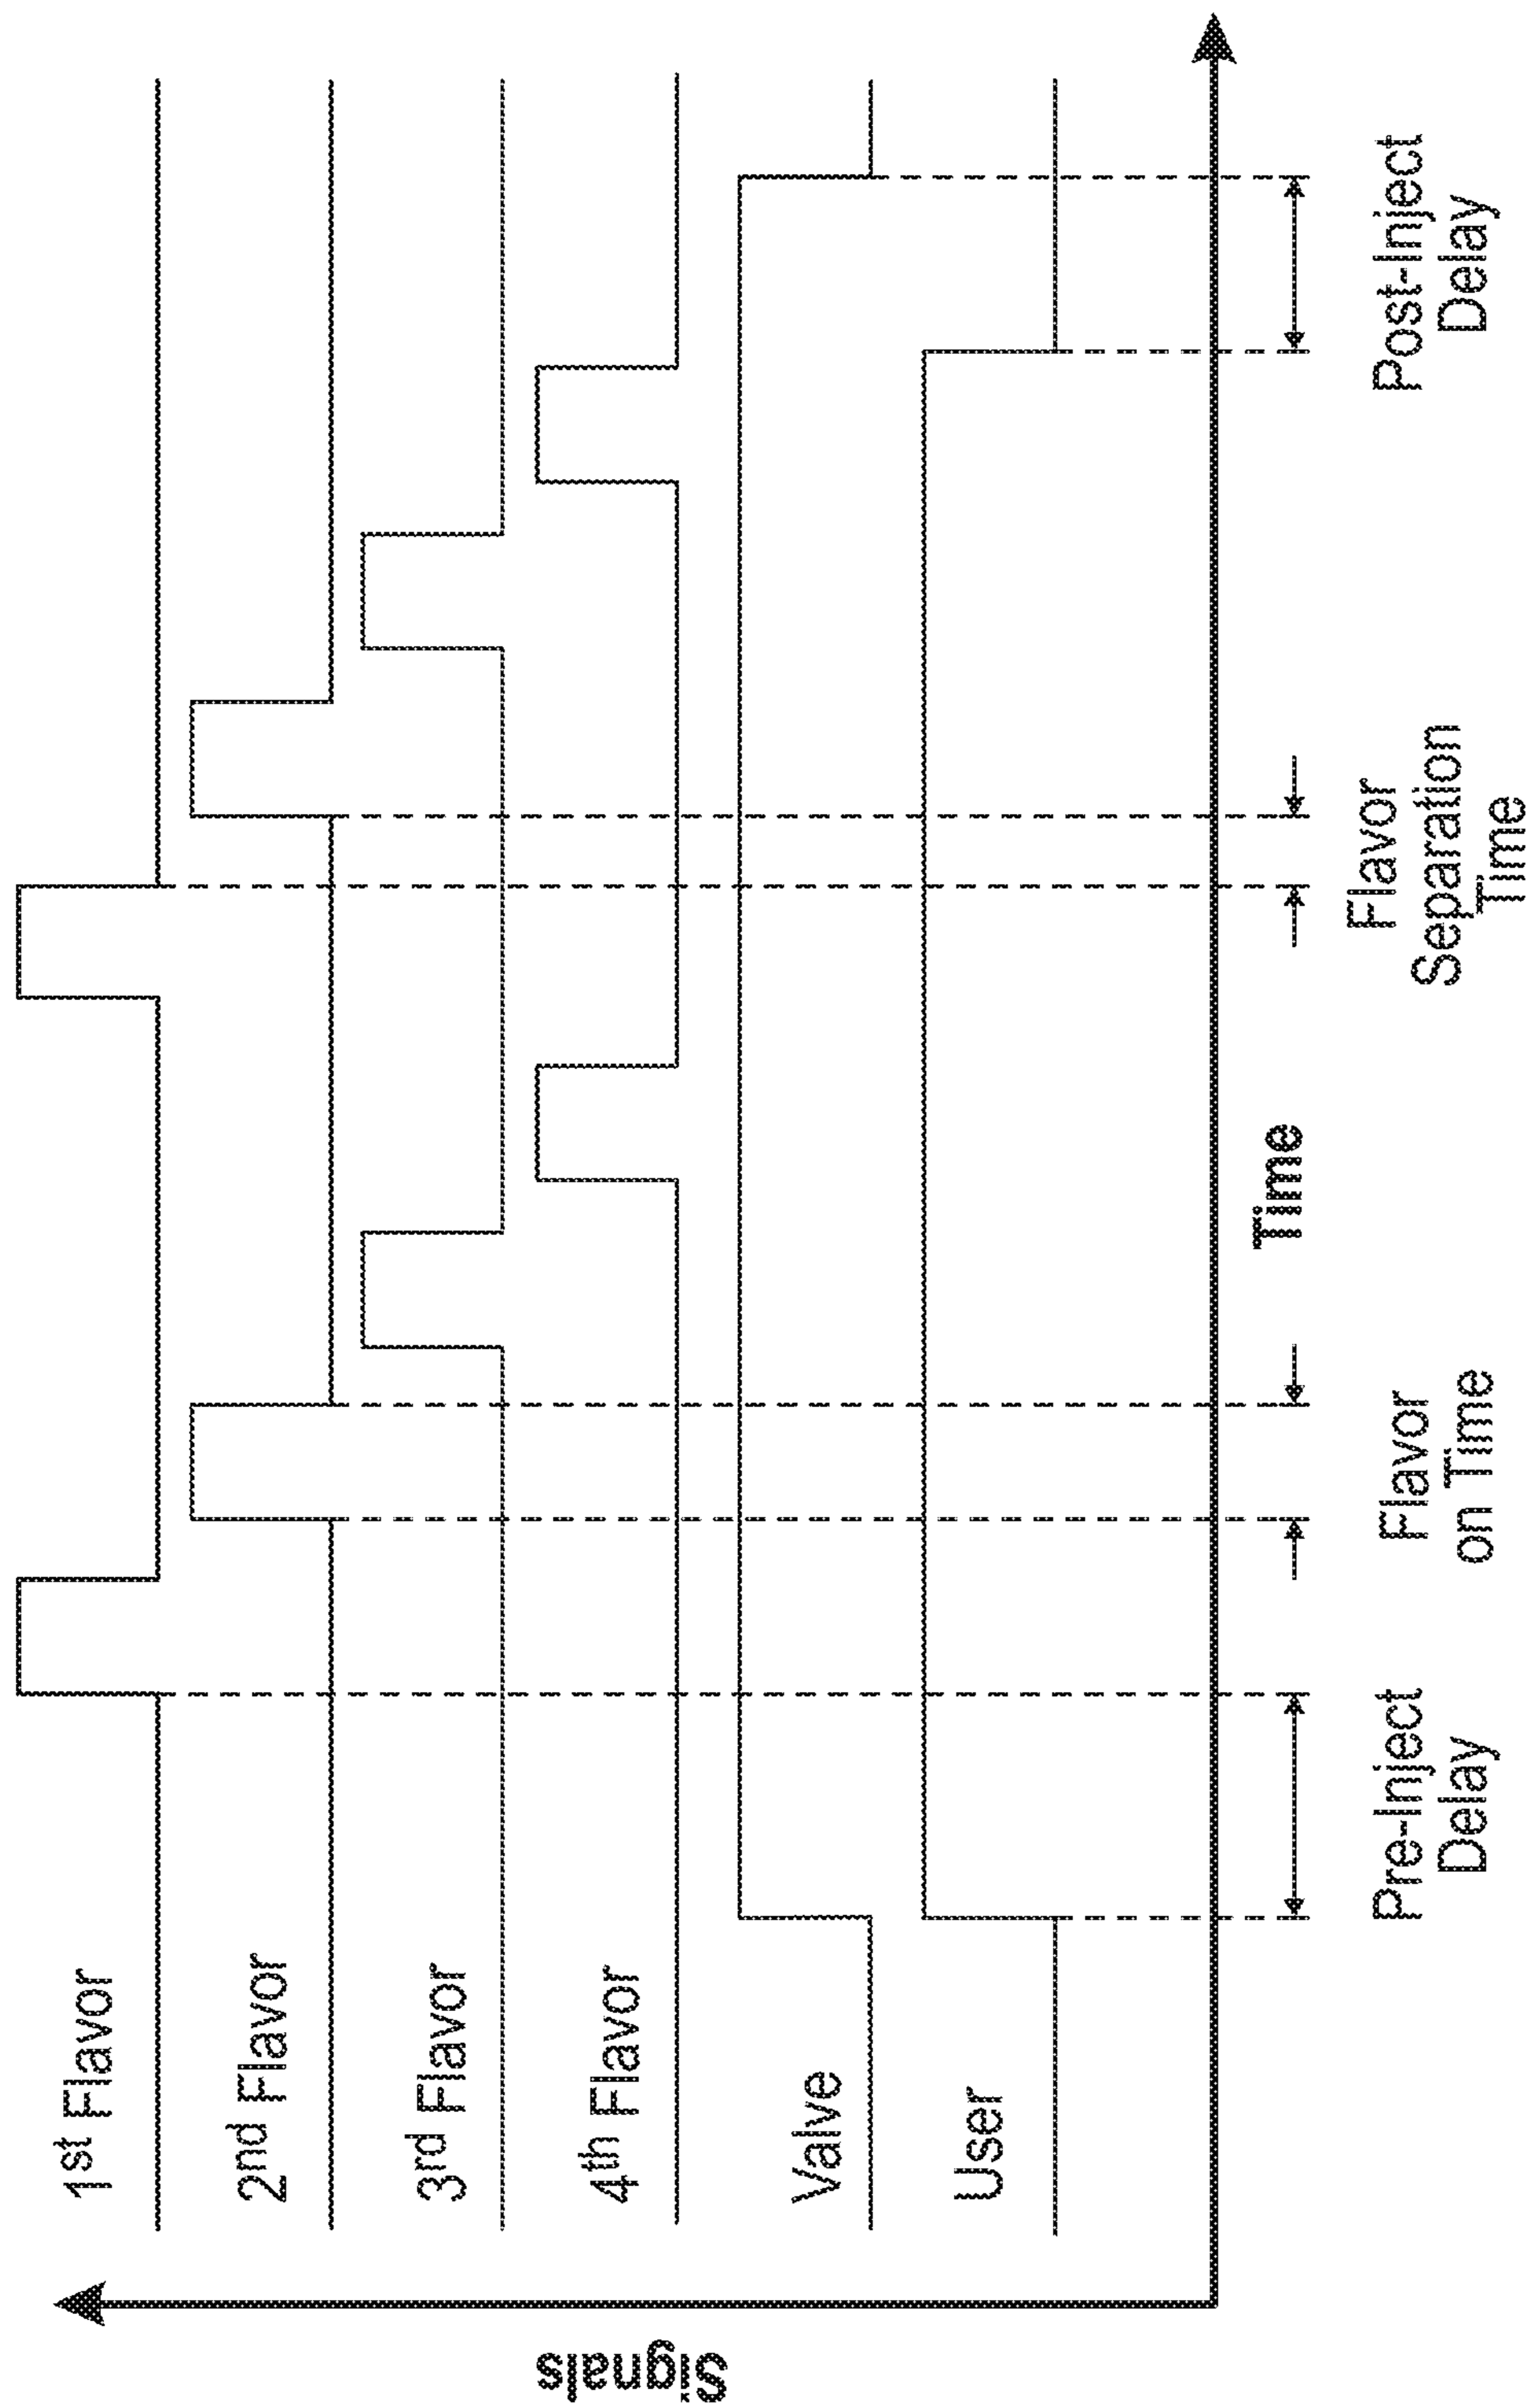 Signals
1st Flavor
2nd Flavor
3rd Flavor
4th Flavor
Valve
User
Time
Pre-Inject
Delay
Flavor
on Time
Flavor
Separation
Time
Post-Inject
Delay